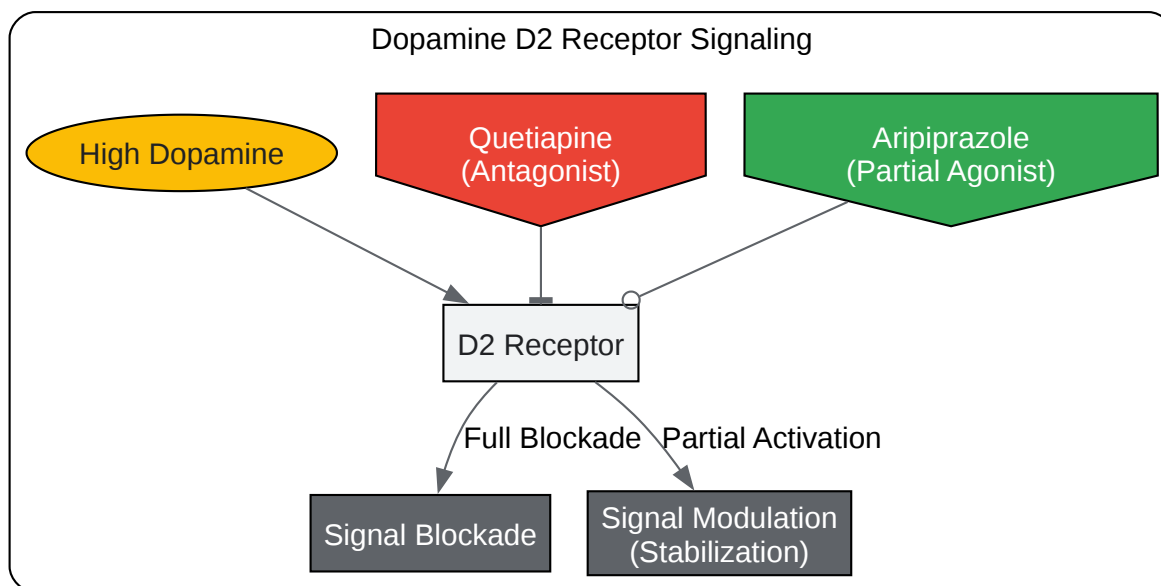 Dopamine D2 Receptor Signaling
High Dopamine
Quetiapine
(Antagonist)
Aripiprazole
(Partial Agonist)
D2 Receptor
Full Blockade
Partial Activation
Signal Blockade
Signal Modulation
(Stabilization)